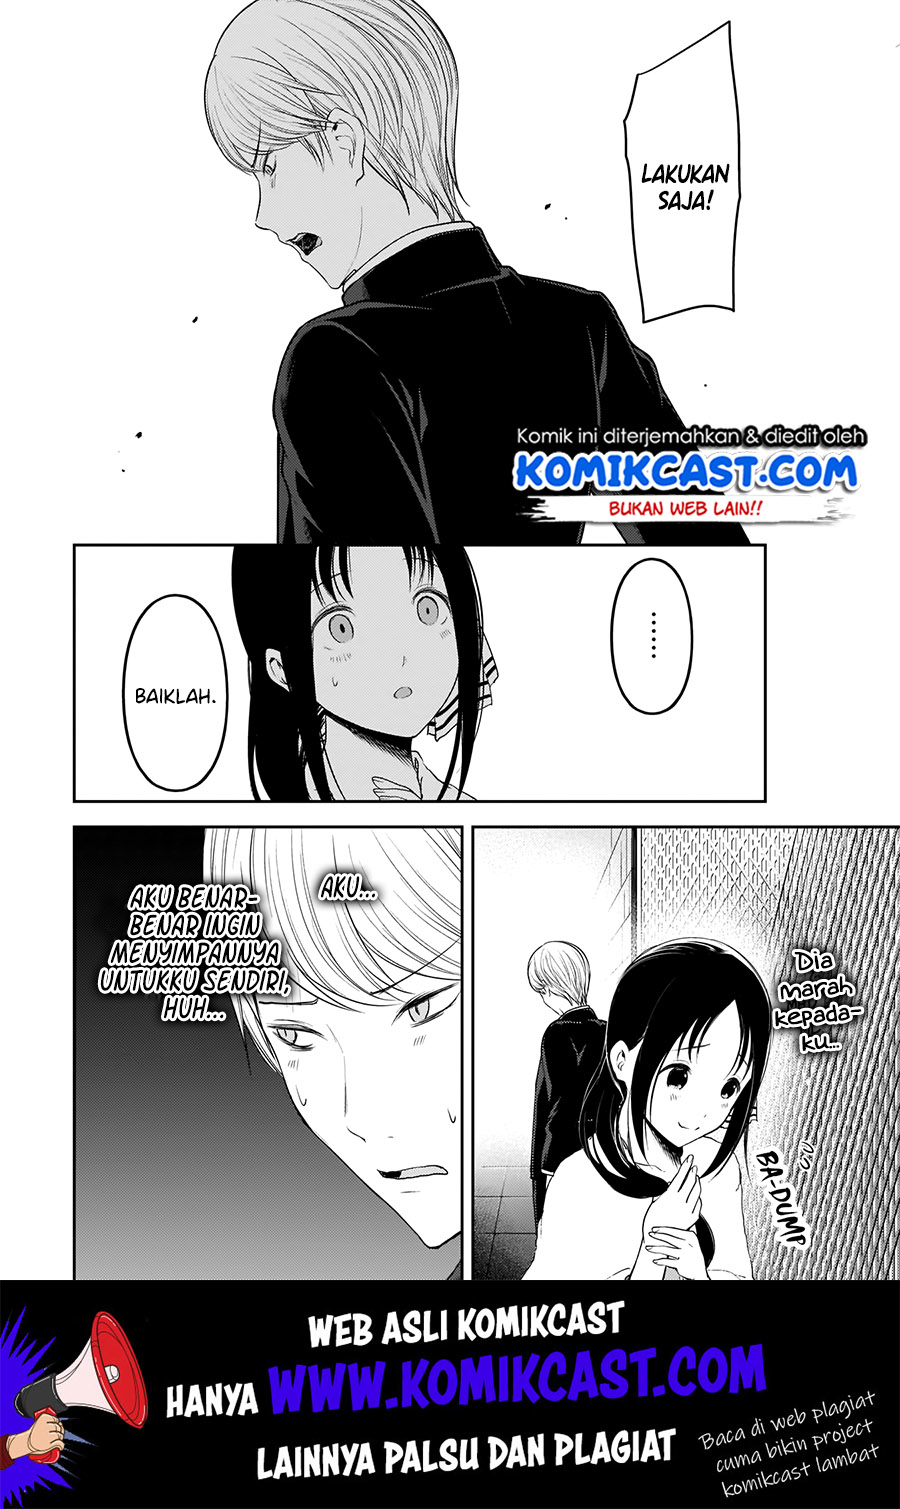 LAKUKAN
SAJA!
Komik ini diterjemahkan & diedit oleh
KOMIKCAST.COM
BUKAN WEB LAIN!!
......
BAIKLAH.
Dia
marah
kepada-
ku...
BA-DUMP
AKU...
AKU BENAR-
BENAR INGIN
MENYIMPANNYA
UNTUKKU SENDIRI,
HUH...
WEB ASLI KOMIKCAST
HANYA WWW.KOMIKCAST.COM
LAINNYA PALSU DAN PLAGIAT
Baca di web plagiat
cuma bikin project
komikcast lambat